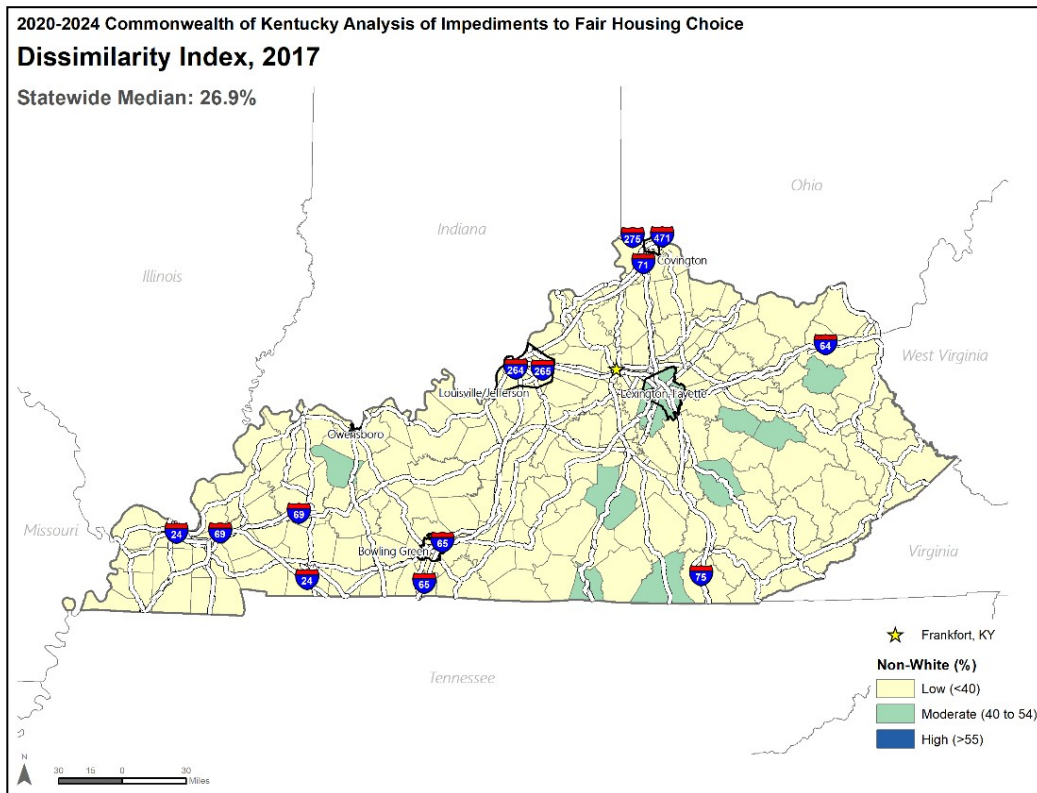 2020-2024 Commonwealth of Kentucky Analysis of Impediments to Fair Housing Choice
Dissimilarity Index, 2017
Statewide Median: 26.9%
Ohio
Indiana
275
471
71
Covington
Illinois
64
West Virginia
264
265
Louisville/Jefferson
Lexington-Fayette
Owensboro
69
Missouri
24
69
65
Bowling Green
Virginia
24
65
75
Frankfort, KY
Non-White (%)
Tennessee
Low (<40)
Moderate (40 to 54)
High (>55)
N
30 15 0 30
Miles